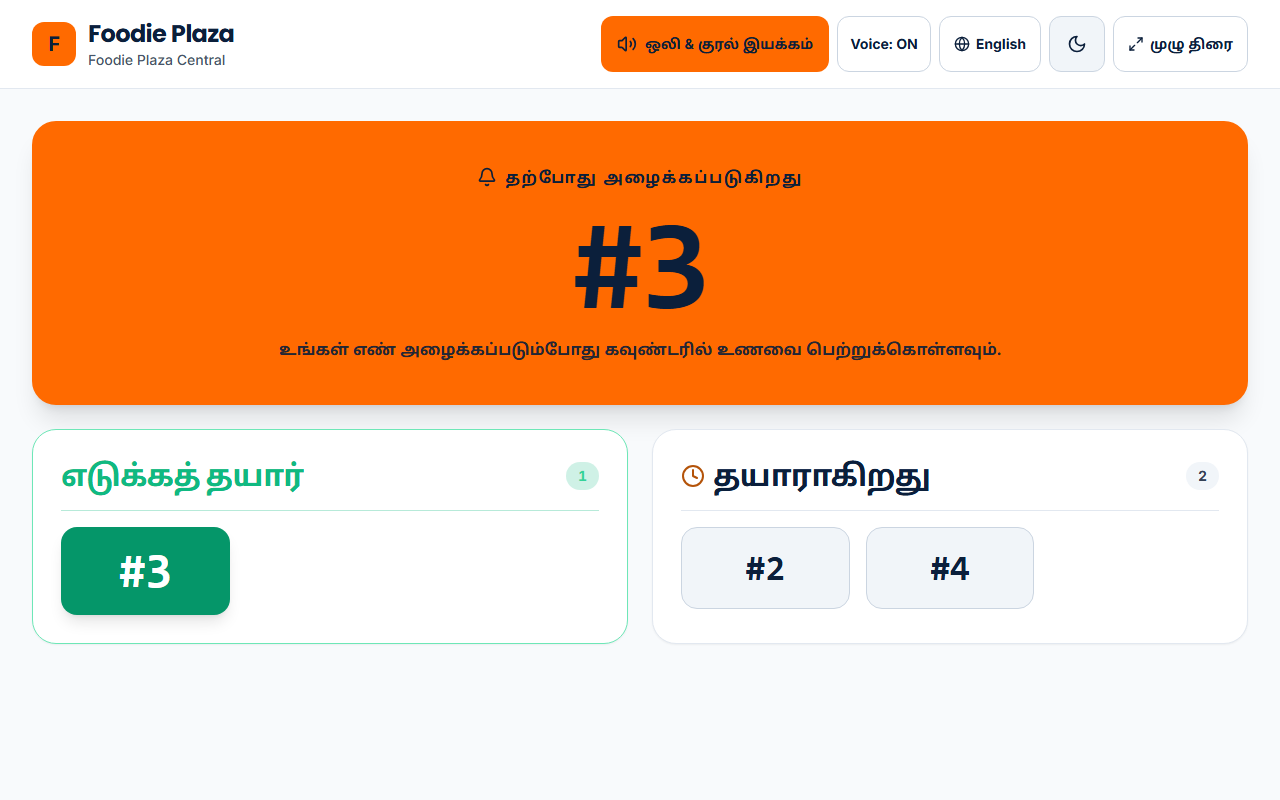 F
Foodie Plaza
Foodie Plaza Central
ஒலி & குரல் இயக்கம்
Voice: ON
English
முழு திரை
தற்போது அழைக்கப்படுகிறது
#3
உங்கள் எண் அழைக்கப்படும்போது கவுண்டரில் உணவை பெற்றுக்கொள்ளவும்.
எடுக்கத் தயார்
1
#3
தயாராகிறது
2
#2
#4